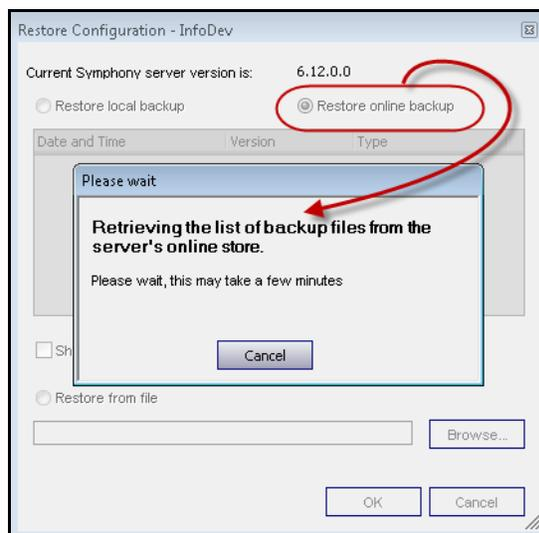 Restore Configuration - InfoDev
Current Symphony server version is: 6.12.0.0
Restore local backup Restore online backup
Date and Time Version Type
Please wait
Retrieving the list of backup files from the
server's online store.
Please wait, this may take a few minutes
Cancel
Sh
Restore from file
Browse...
OK Cancel